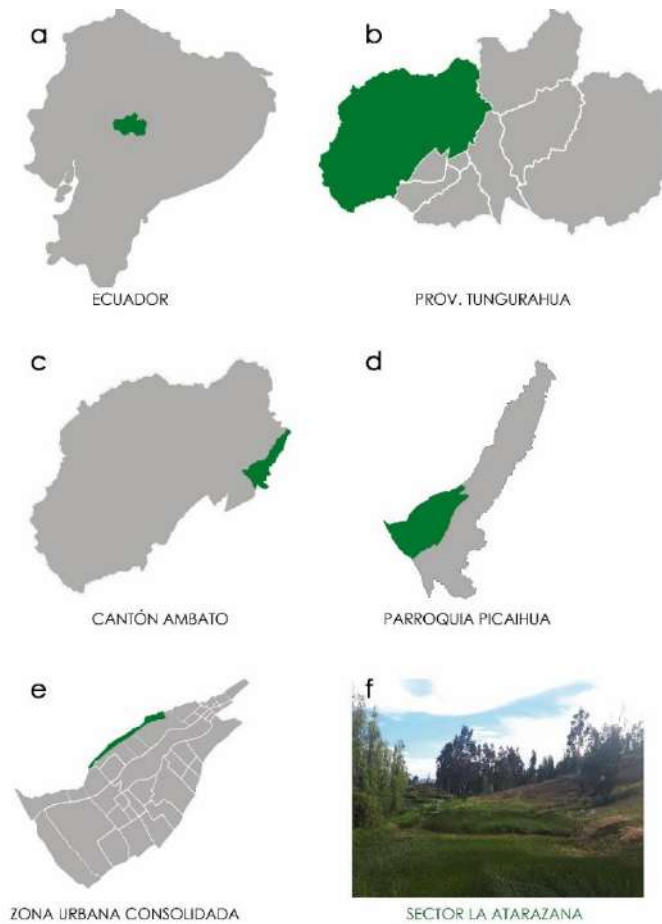 a
b
ECUADOR
PROV. TUNGURAHUA
c
d
CANTÓN AMBATO
PARROQUIA PICAIHUA
e
f
ZONA URBANA CONSOLIDADA
SECTOR LA ATARAZANA